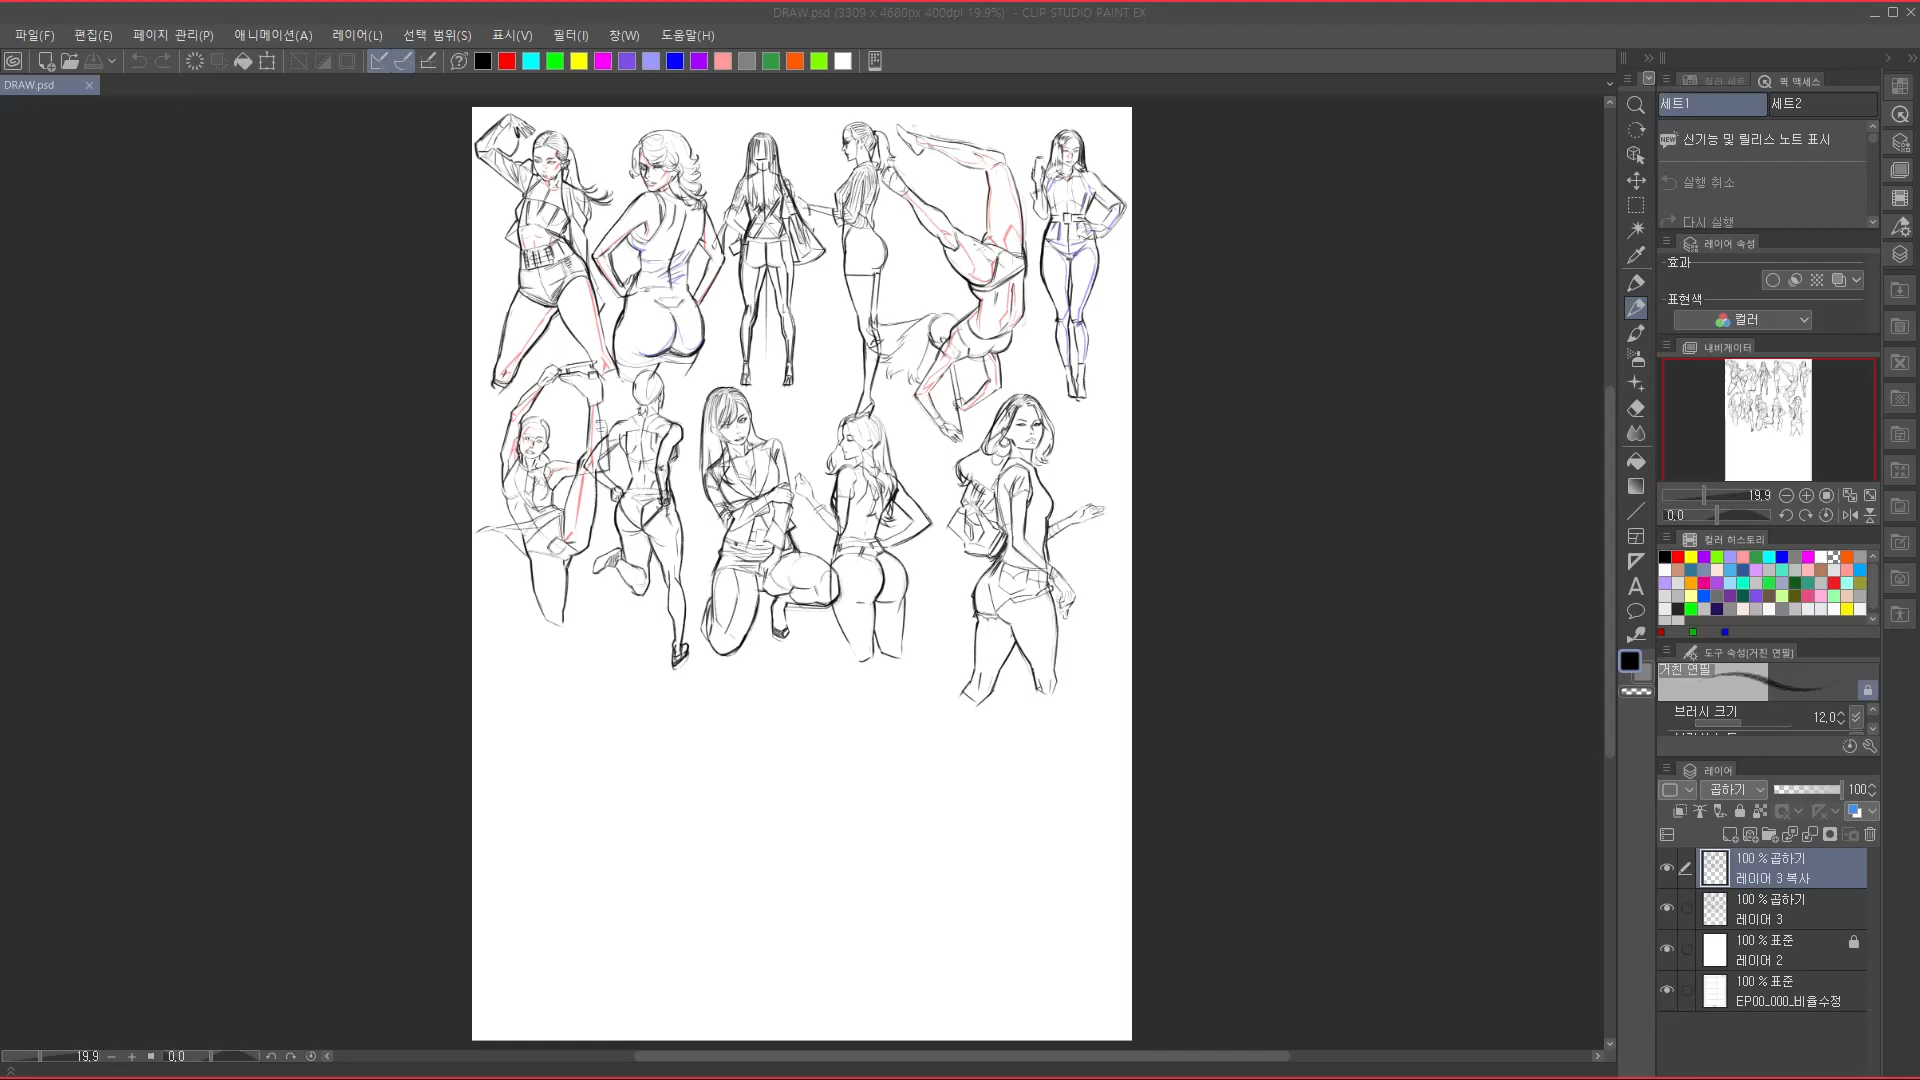 DRAW.psd (3309 x 4680px 400dpi 19.9%)  - CLIP STUDIO PAINT EX
파일(F) 편집(E) 페이지 관리(P) 애니메이션(A) 레이어(L) 선택 범위(S) 표시(V) 필터(I) 창(W) 도움말(H)
DRAW.psd
컬러 세트 퀵 액세스
세트1 세트2
NEW 신기능 및 릴리스 노트 표시
실행 취소
다시 실행
레이어 속성
효과
표현색
컬러
내비게이터
19.9
0.0
컬러 히스토리
도구 속성[거친 연필]
거친 연필
브러시 크기 12.0
레이어
곱하기 100
100 % 곱하기
레이어 3 복사
100 % 곱하기
레이어 3
100 % 표준
레이어 2
100 % 표준
EP00_000_비율수정
19.9 0.0